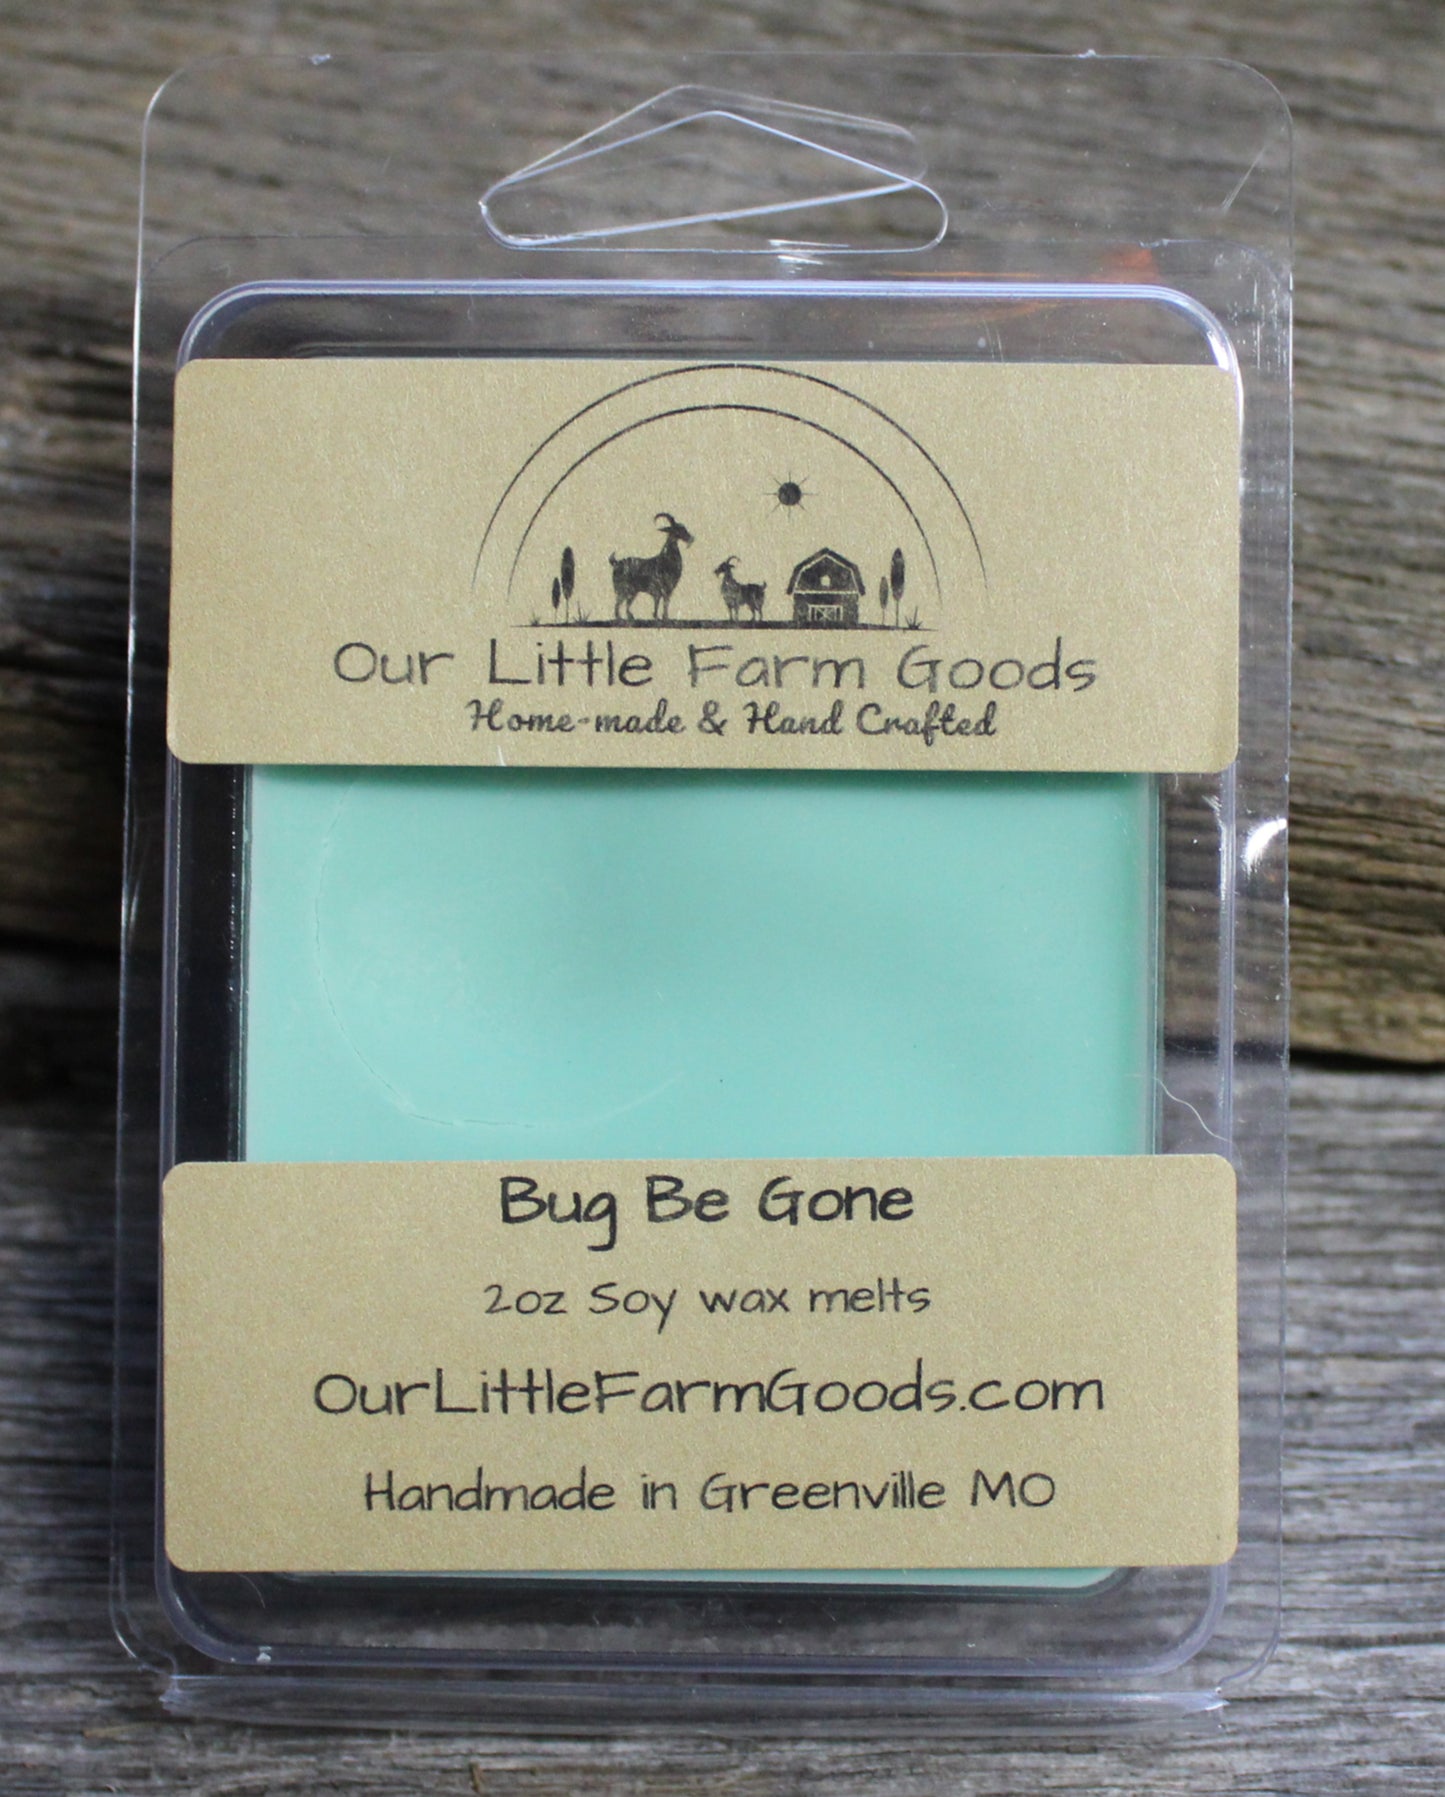 Our Little Farm Goods
Home-made & Hand Crafted
Bug Be Gone
2oz Soy wax melts
OurLittleFarmGoods.com
Handmade in Greenville MO